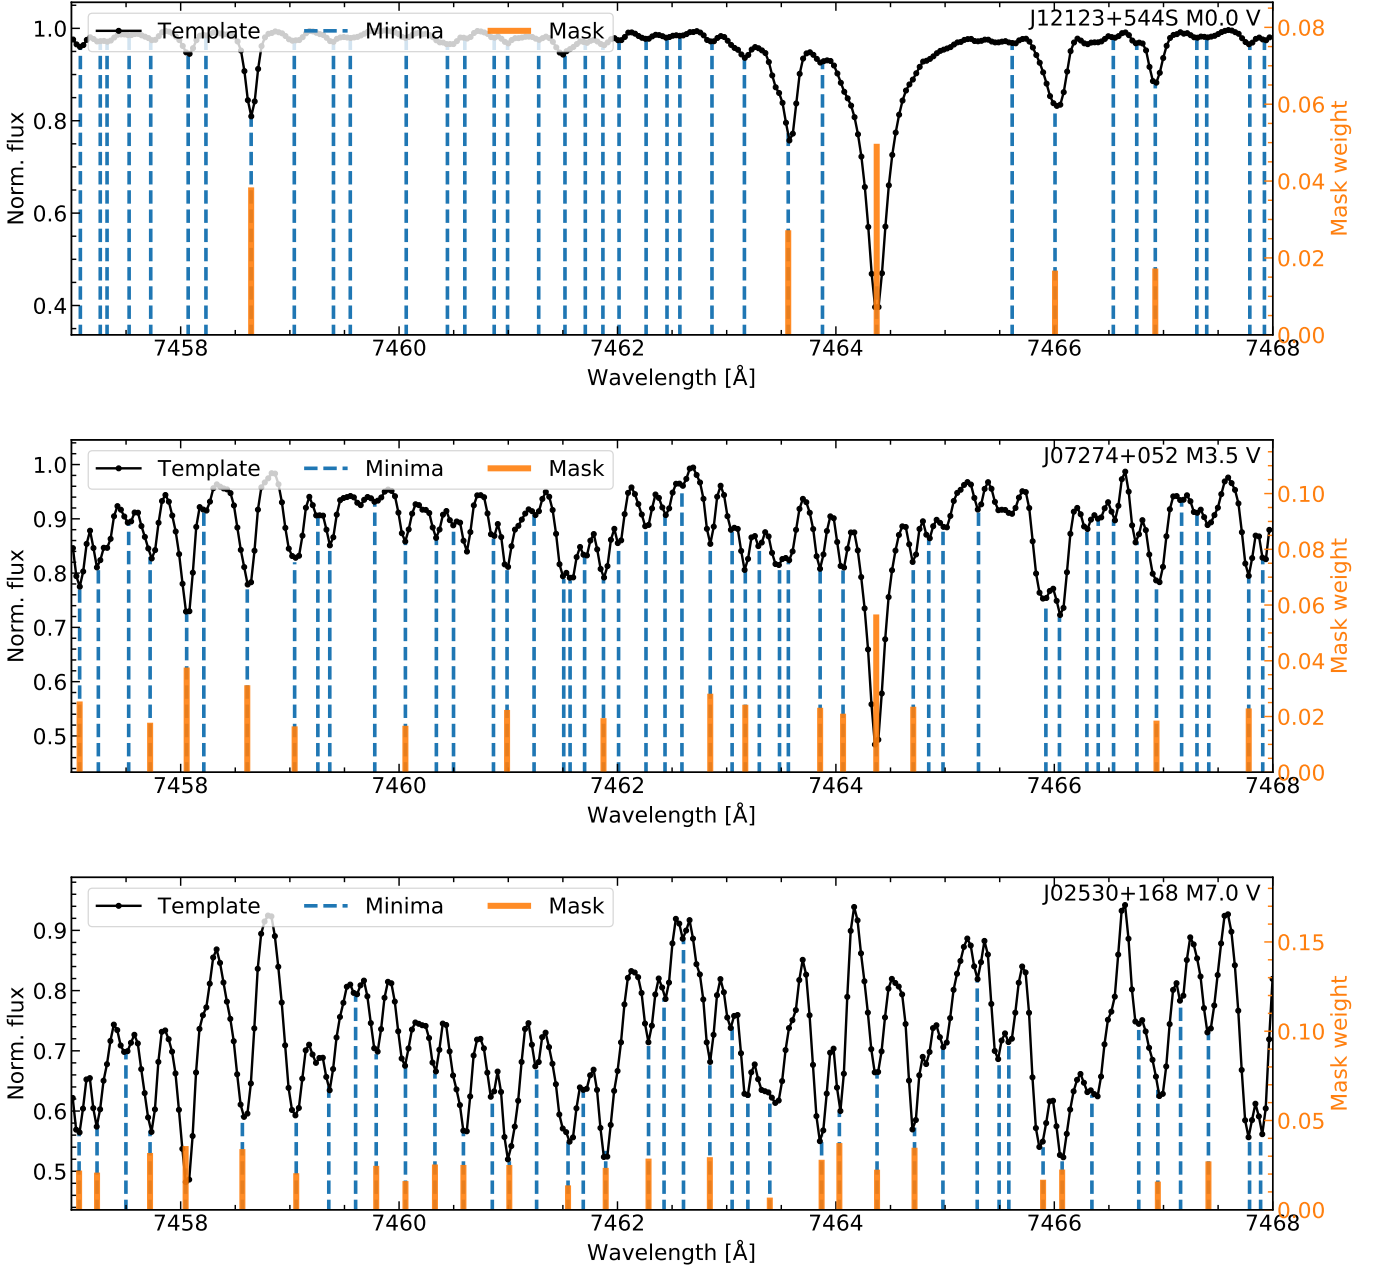 J12123+544S M0.0 V
Template Minima Mask
1.0
0.8
0.6
0.4
Norm. flux
0.08
0.06
0.04
0.02
0.00
Mask weight
7458 7460 7462 7464 7466 7468
Wavelength [Å]
J07274+052 M3.5 V
Template Minima Mask
1.0
0.9
0.8
0.7
0.6
0.5
Norm. flux
0.10
0.08
0.06
0.04
0.02
0.00
Mask weight
7458 7460 7462 7464 7466 7468
Wavelength [Å]
J02530+168 M7.0 V
Template Minima Mask
0.9
0.8
0.7
0.6
0.5
Norm. flux
0.15
0.10
0.05
0.00
Mask weight
7458 7460 7462 7464 7466 7468
Wavelength [Å]